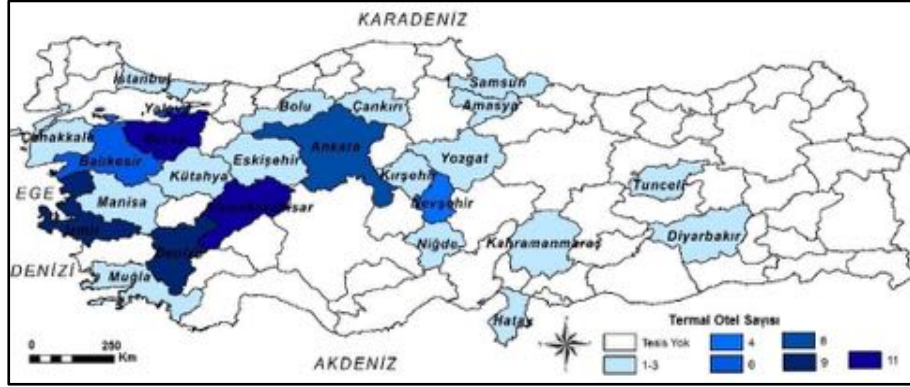 KARADENİZ
İstanbul
Samsun
Yalova
Bolu
Çankırı
Amasya
Çanakkale
Bursa
Ankara
Balıkesir
Eskişehir
Yozgat
Kütahya
Kırşehir
Tunceli
EGE
Manisa
Nevşehir
İzmir
Niğde
Kahramanmaraş
Diyarbakır
Denizli
DENİZİ
Muğla
Hatay
Termal Otel Sayısı
Tesis Yok
4
8
1-3
6
9
11
0
250
Km
AKDENİZ